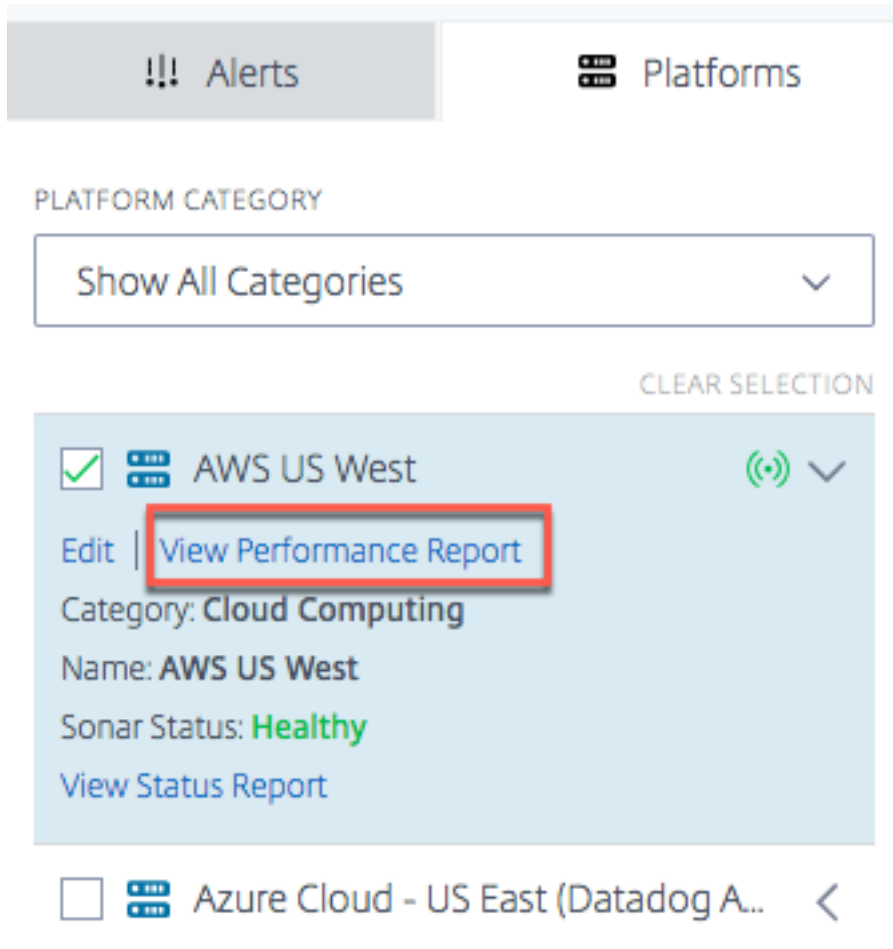 Alerts
Platforms
PLATFORM CATEGORY
Show All Categories
CLEAR SELECTION
AWS US West
Edit | View Performance Report
Category: Cloud Computing
Name: AWS US West
Sonar Status: Healthy
View Status Report
Azure Cloud - US East (Datadog A...